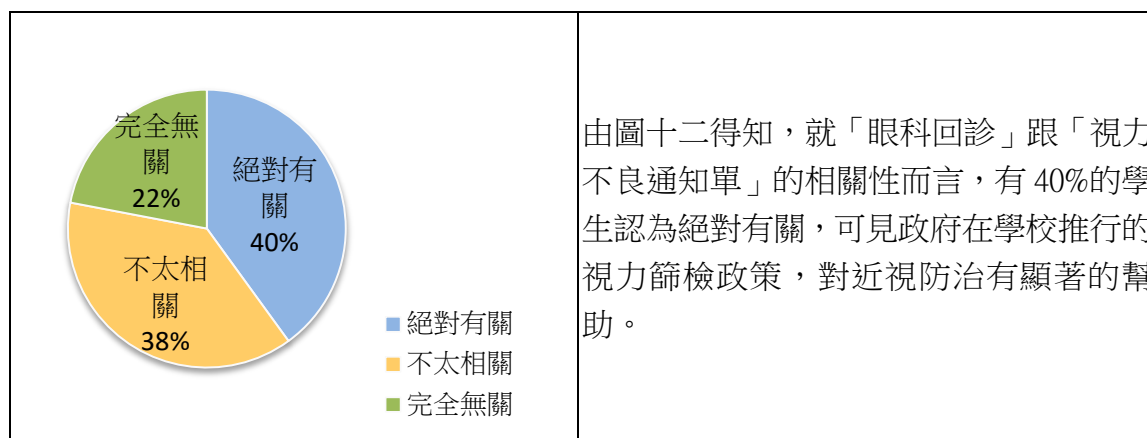 完全無
關
22%
絕對有
關
40%
不太相
關
38%
絕對有關
不太相關
完全無關
由圖十二得知，就「眼科回診」跟「視力
不良通知單」的相關性而言，有 40%的學
生認為絕對有關，可見政府在學校推行的
視力篩檢政策，對近視防治有顯著的幫
助。